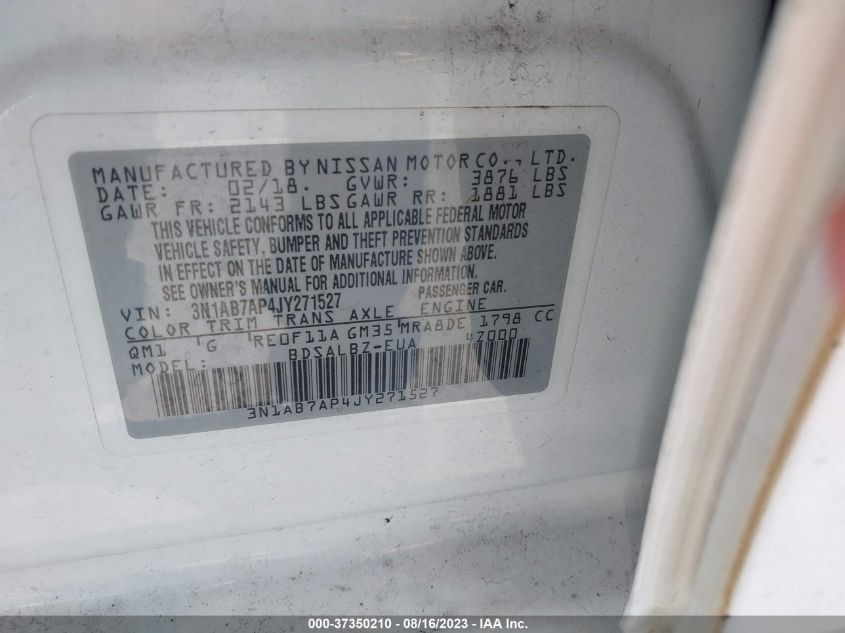 MANUFACTURED BY NISSAN MOTOR CO., LTD.
DATE: 02/18. GVWR: 3876 LBS
GAWR FR: 2143 LBS GAWR RR: 1881 LBS
THIS VEHICLE CONFORMS TO ALL APPLICABLE FEDERAL MOTOR
VEHICLE SAFETY, BUMPER AND THEFT PREVENTION STANDARDS
IN EFFECT ON THE DATE OF MANUFACTURE SHOWN ABOVE.
SEE OWNER'S MANUAL FOR ADDITIONAL INFORMATION.
VIN: 3N1AB7AP4JY271527 PASSENGER CAR.
COLOR TRIM TRANS AXLE ENGINE
QM1 G RE0F11A GM35 MRA8DE 1798 CC
MODEL: BDSALBZ-EUA 4Z000
3N1AB7AP4JY271527
000-37350210 - 08/16/2023 - IAA Inc.